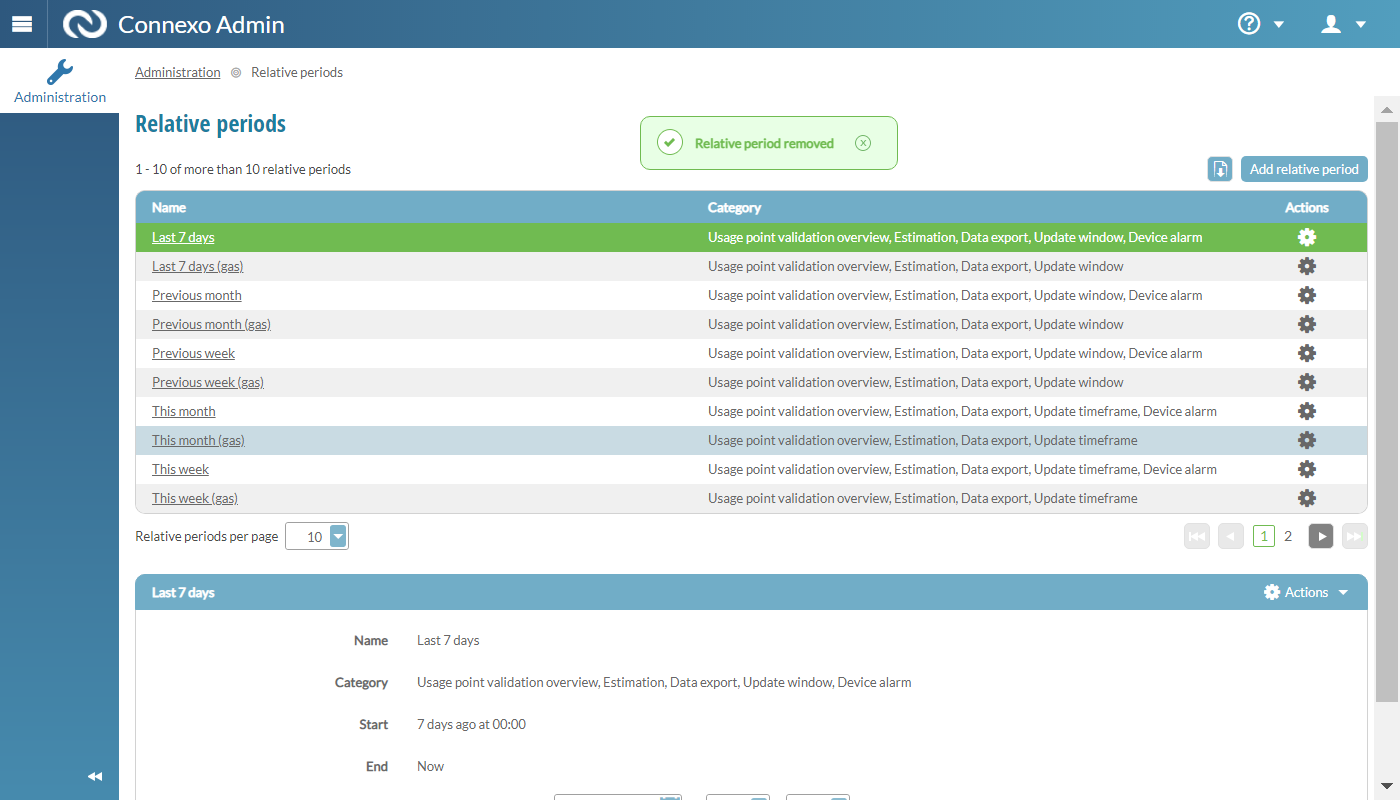 Connexo Admin
Administration
Administration Relative periods
Relative periods
Relative period removed
1 - 10 of more than 10 relative periods
Add relative period
Name Category Actions
Last 7 days Usage point validation overview, Estimation, Data export, Update window, Device alarm
Last 7 days (gas) Usage point validation overview, Estimation, Data export, Update window
Previous month Usage point validation overview, Estimation, Data export, Update window, Device alarm
Previous month (gas) Usage point validation overview, Estimation, Data export, Update window
Previous week Usage point validation overview, Estimation, Data export, Update window, Device alarm
Previous week (gas) Usage point validation overview, Estimation, Data export, Update window
This month Usage point validation overview, Estimation, Data export, Update timeframe, Device alarm
This month (gas) Usage point validation overview, Estimation, Data export, Update timeframe
This week Usage point validation overview, Estimation, Data export, Update timeframe, Device alarm
This week (gas) Usage point validation overview, Estimation, Data export, Update timeframe
Relative periods per page 10 1 2
Last 7 days Actions
Name Last 7 days
Category Usage point validation overview, Estimation, Data export, Update window, Device alarm
Start 7 days ago at 00:00
End Now